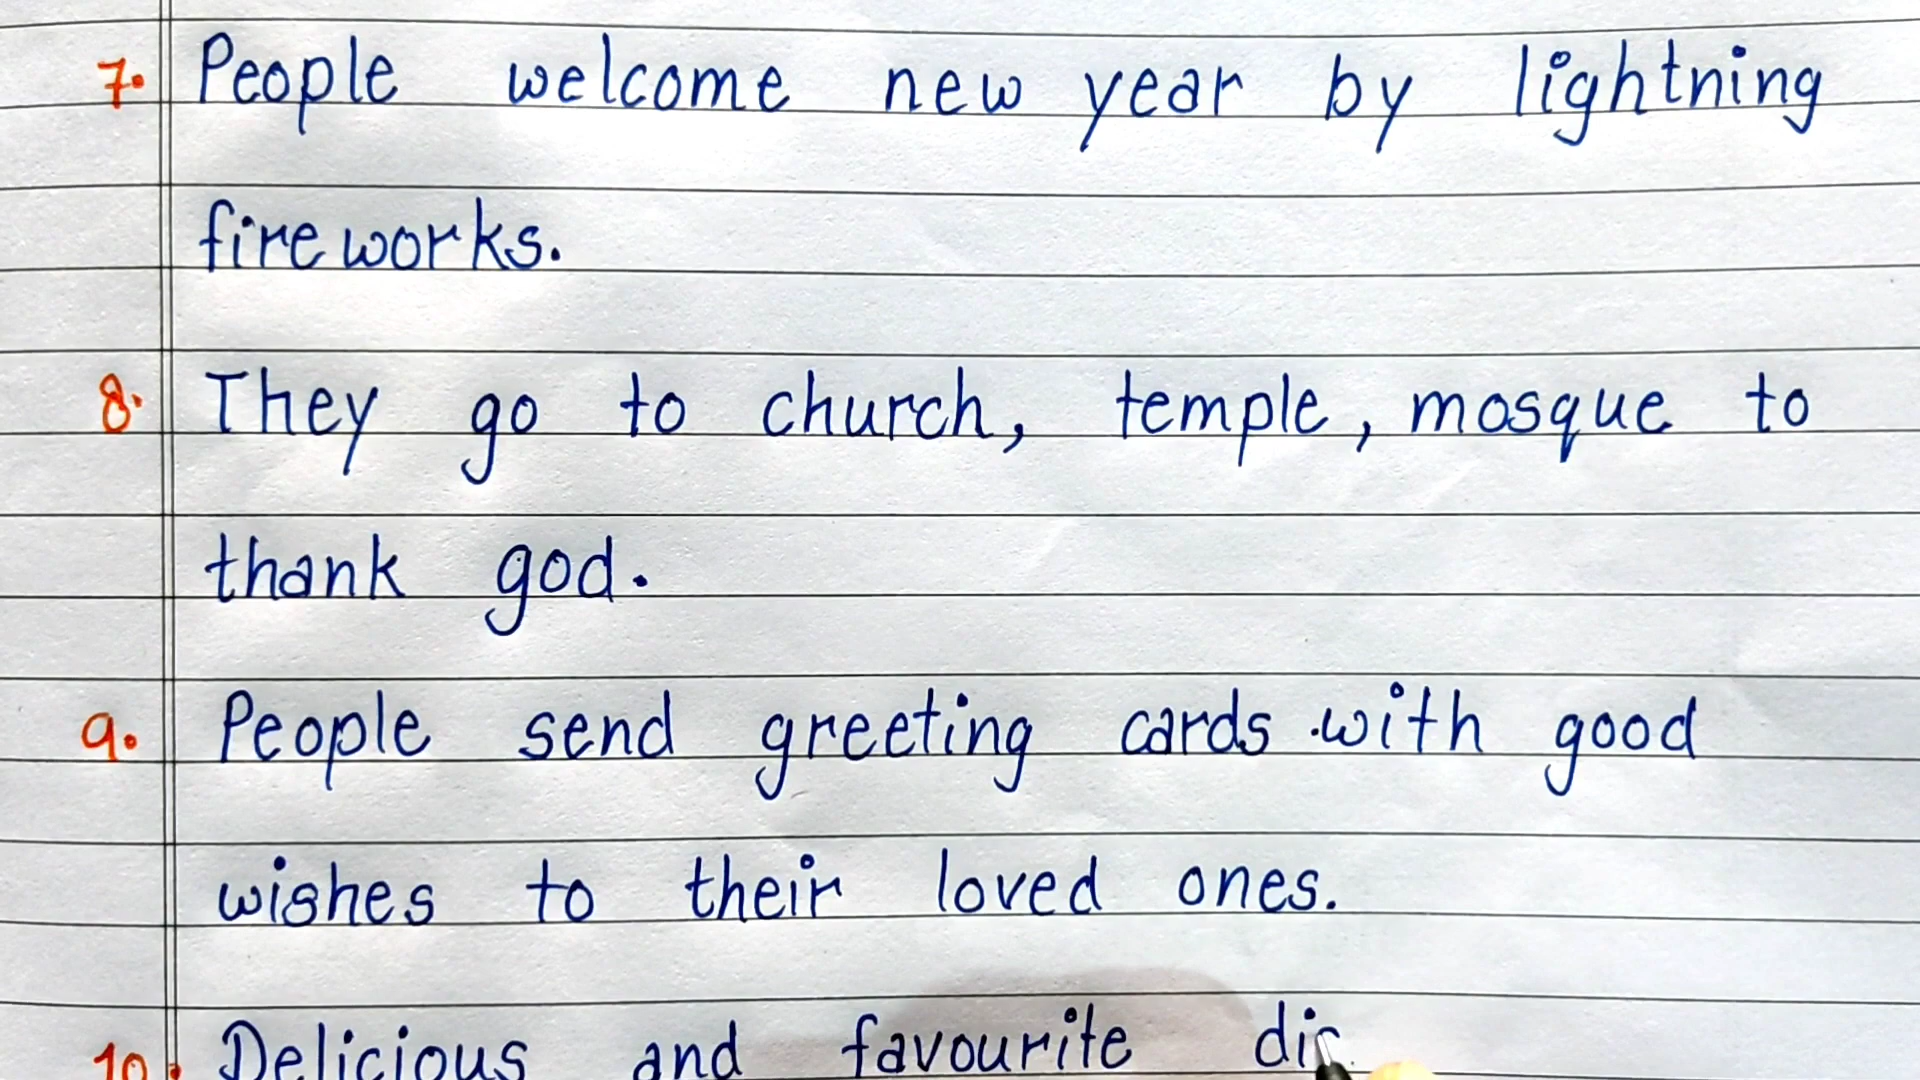 7. People welcome new year by lightning
fireworks.
8. They go to church, temple, mosque to
thank god.
9. People send greeting cards with good
wishes to their loved ones.
10. Delicious and favourite